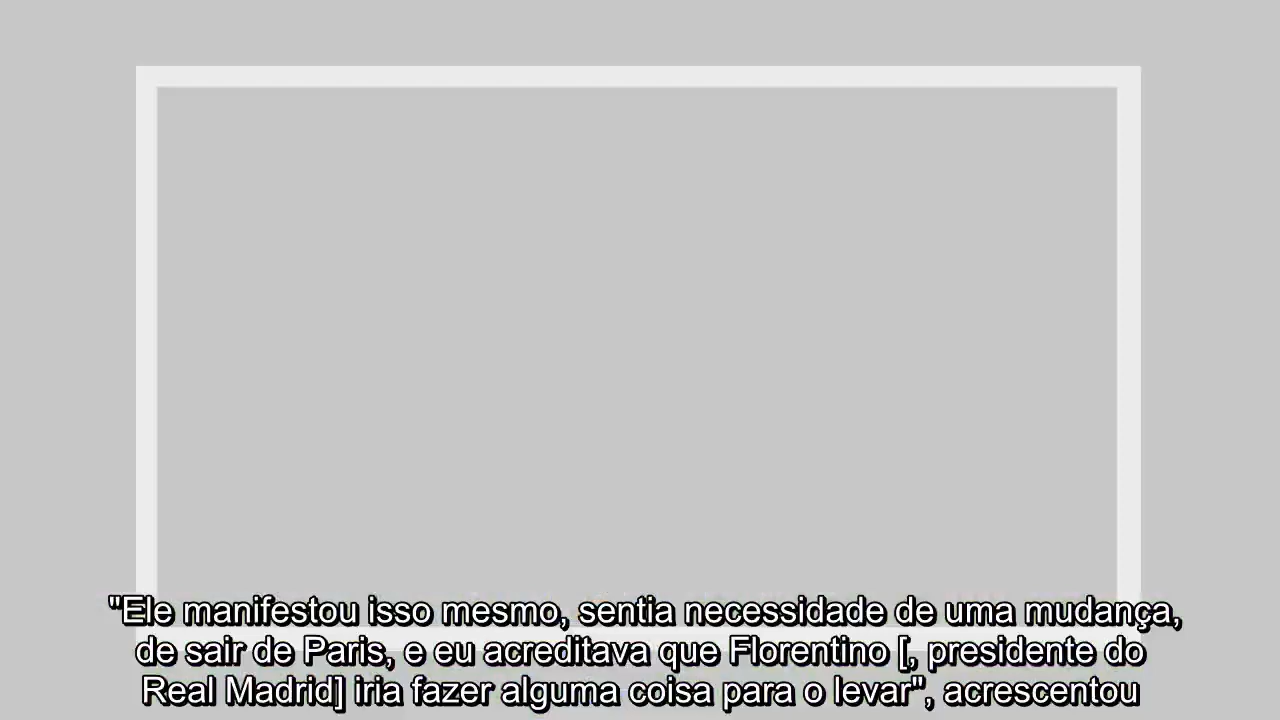 "Ele manifestou isso mesmo, sentia necessidade de uma mudança,
de sair de Paris, e eu acreditava que Florentino [, presidente do
Real Madrid] iria fazer alguma coisa para o levar", acrescentou